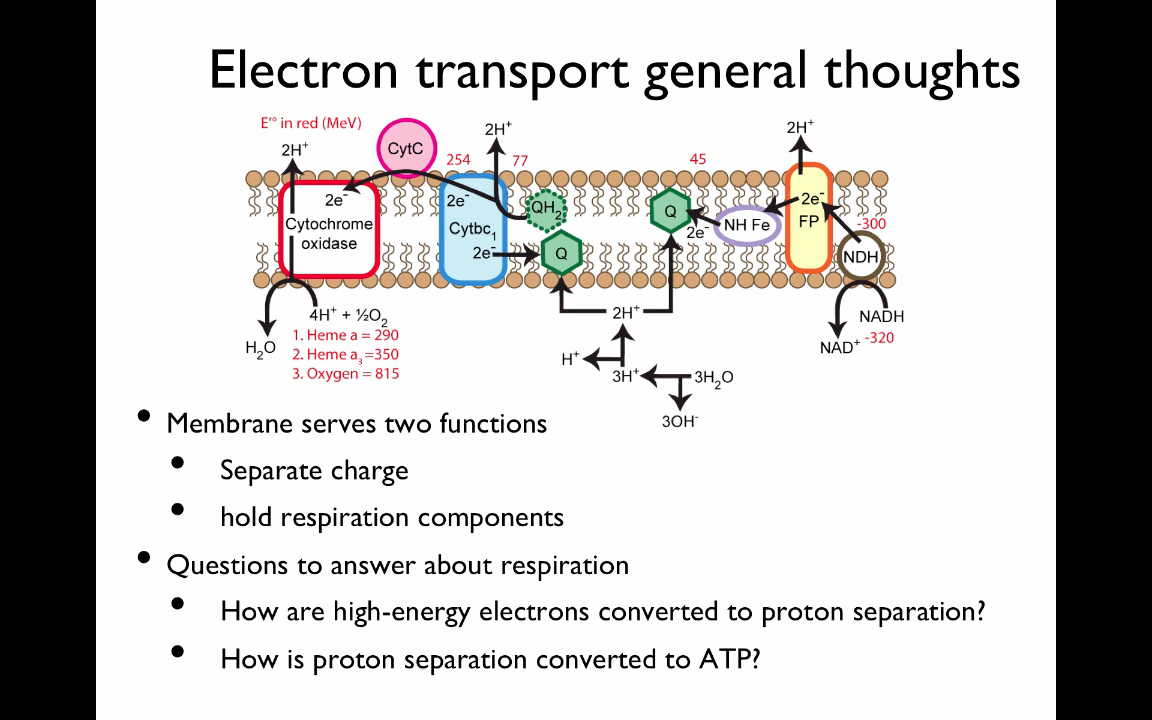 Electron transport general thoughts
E'° in red (MeV)
2H⁺
CytC
254
2H⁺
77
45
2H⁺
2e⁻
Cytochrome
oxidase
2e⁻
Cytbc₁
2e⁻
QH₂
Q
Q
2e⁻
NH Fe
2e⁻
FP
-300
NDH
4H⁺ + ½O₂
H₂O
1. Heme a = 290
2. Heme a₃=350
3. Oxygen = 815
2H⁺
H⁺
3H⁺
3H₂O
3OH⁻
NADH
NAD⁺
-320
• Membrane serves two functions
• Separate charge
• hold respiration components
• Questions to answer about respiration
• How are high-energy electrons converted to proton separation?
• How is proton separation converted to ATP?